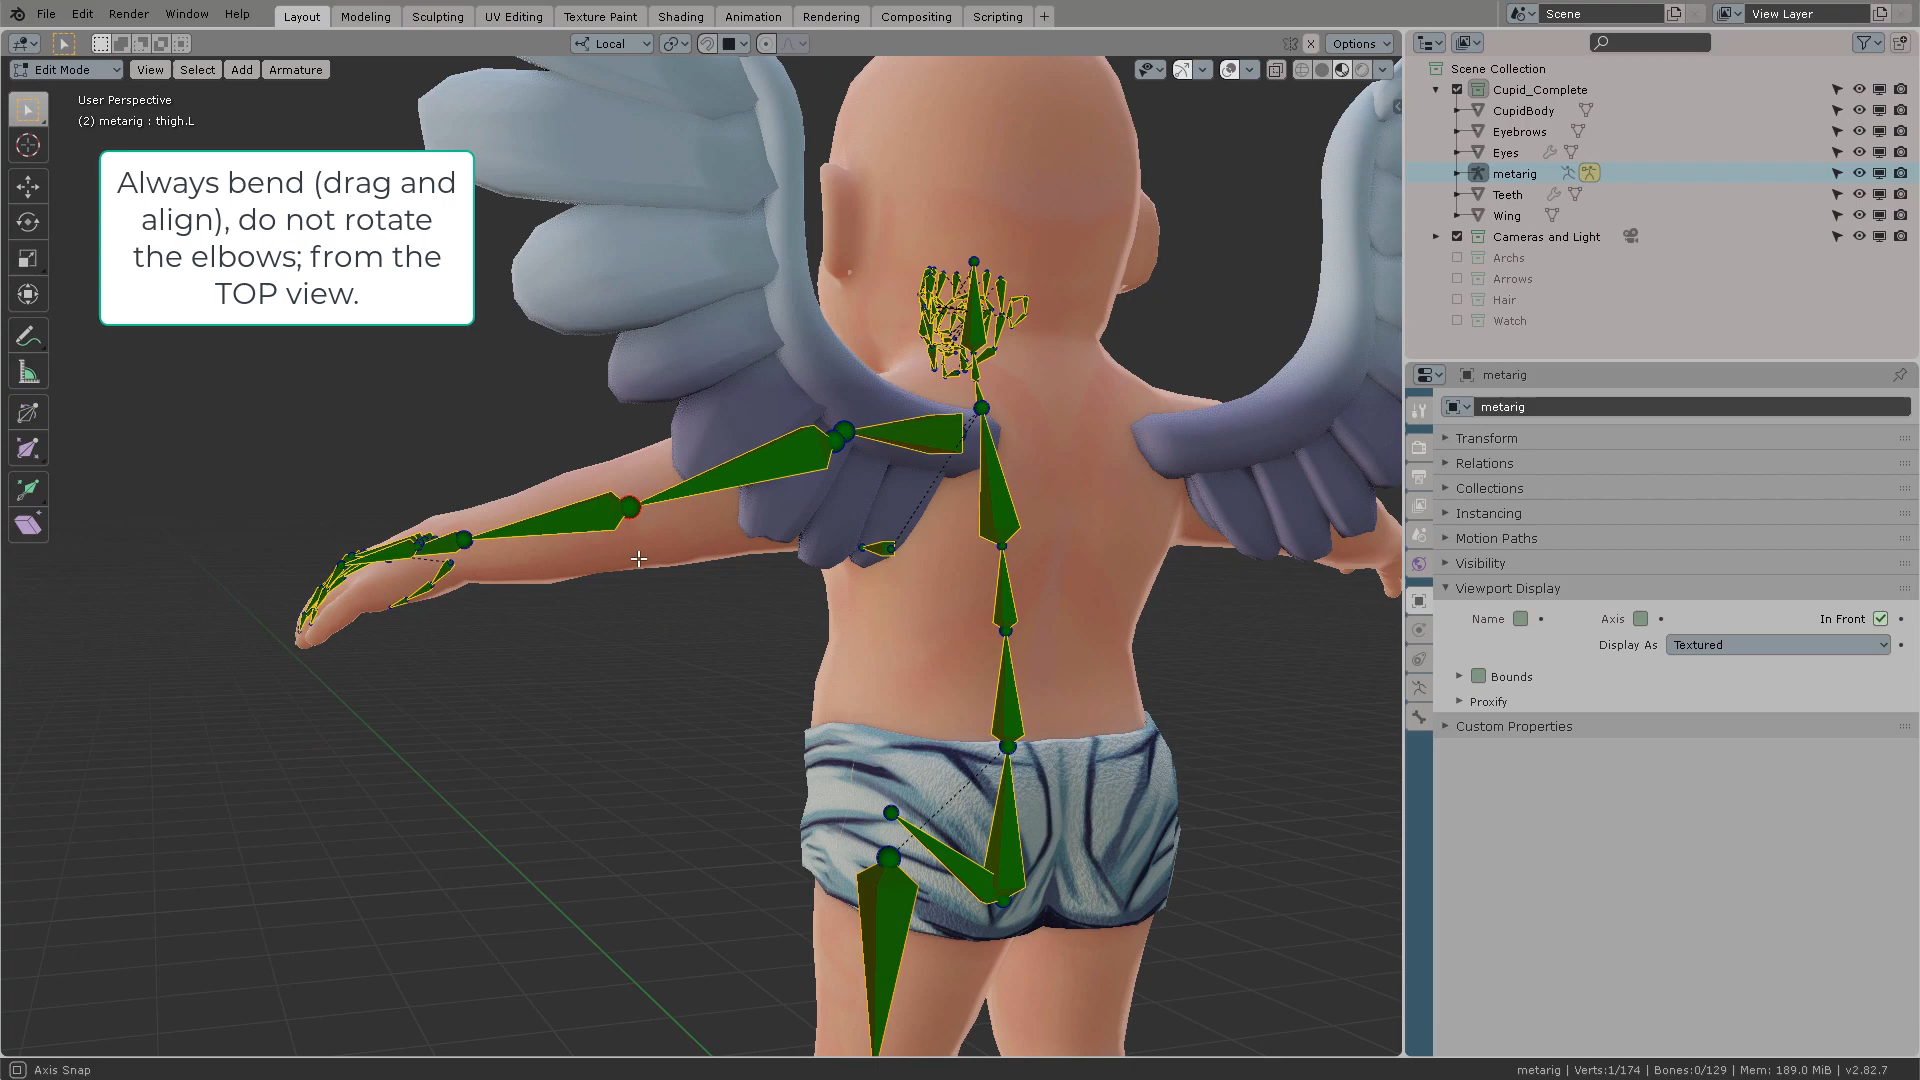 File Edit Render Window Help Layout Modeling Sculpting UV Editing Texture Paint Shading Animation Rendering Compositing Scripting + Scene View Layer
Local Options
Edit Mode View Select Add Armature
User Perspective
(2) metarig : thigh.L
Always bend (drag and
align), do not rotate
the elbows; from the
TOP view.
Scene Collection
Cupid_Complete
CupidBody
Eyebrows
Eyes
metarig
Teeth
Wing
Cameras and Light
Archs
Arrows
Hair
Watch
metarig
metarig
Transform
Relations
Collections
Instancing
Motion Paths
Visibility
Viewport Display
Name Axis In Front
Display As Textured
Bounds
Proxify
Custom Properties
Axis Snap
metarig | Verts:1/174 | Bones:0/129 | Mem: 189.0 MiB | v2.82.7